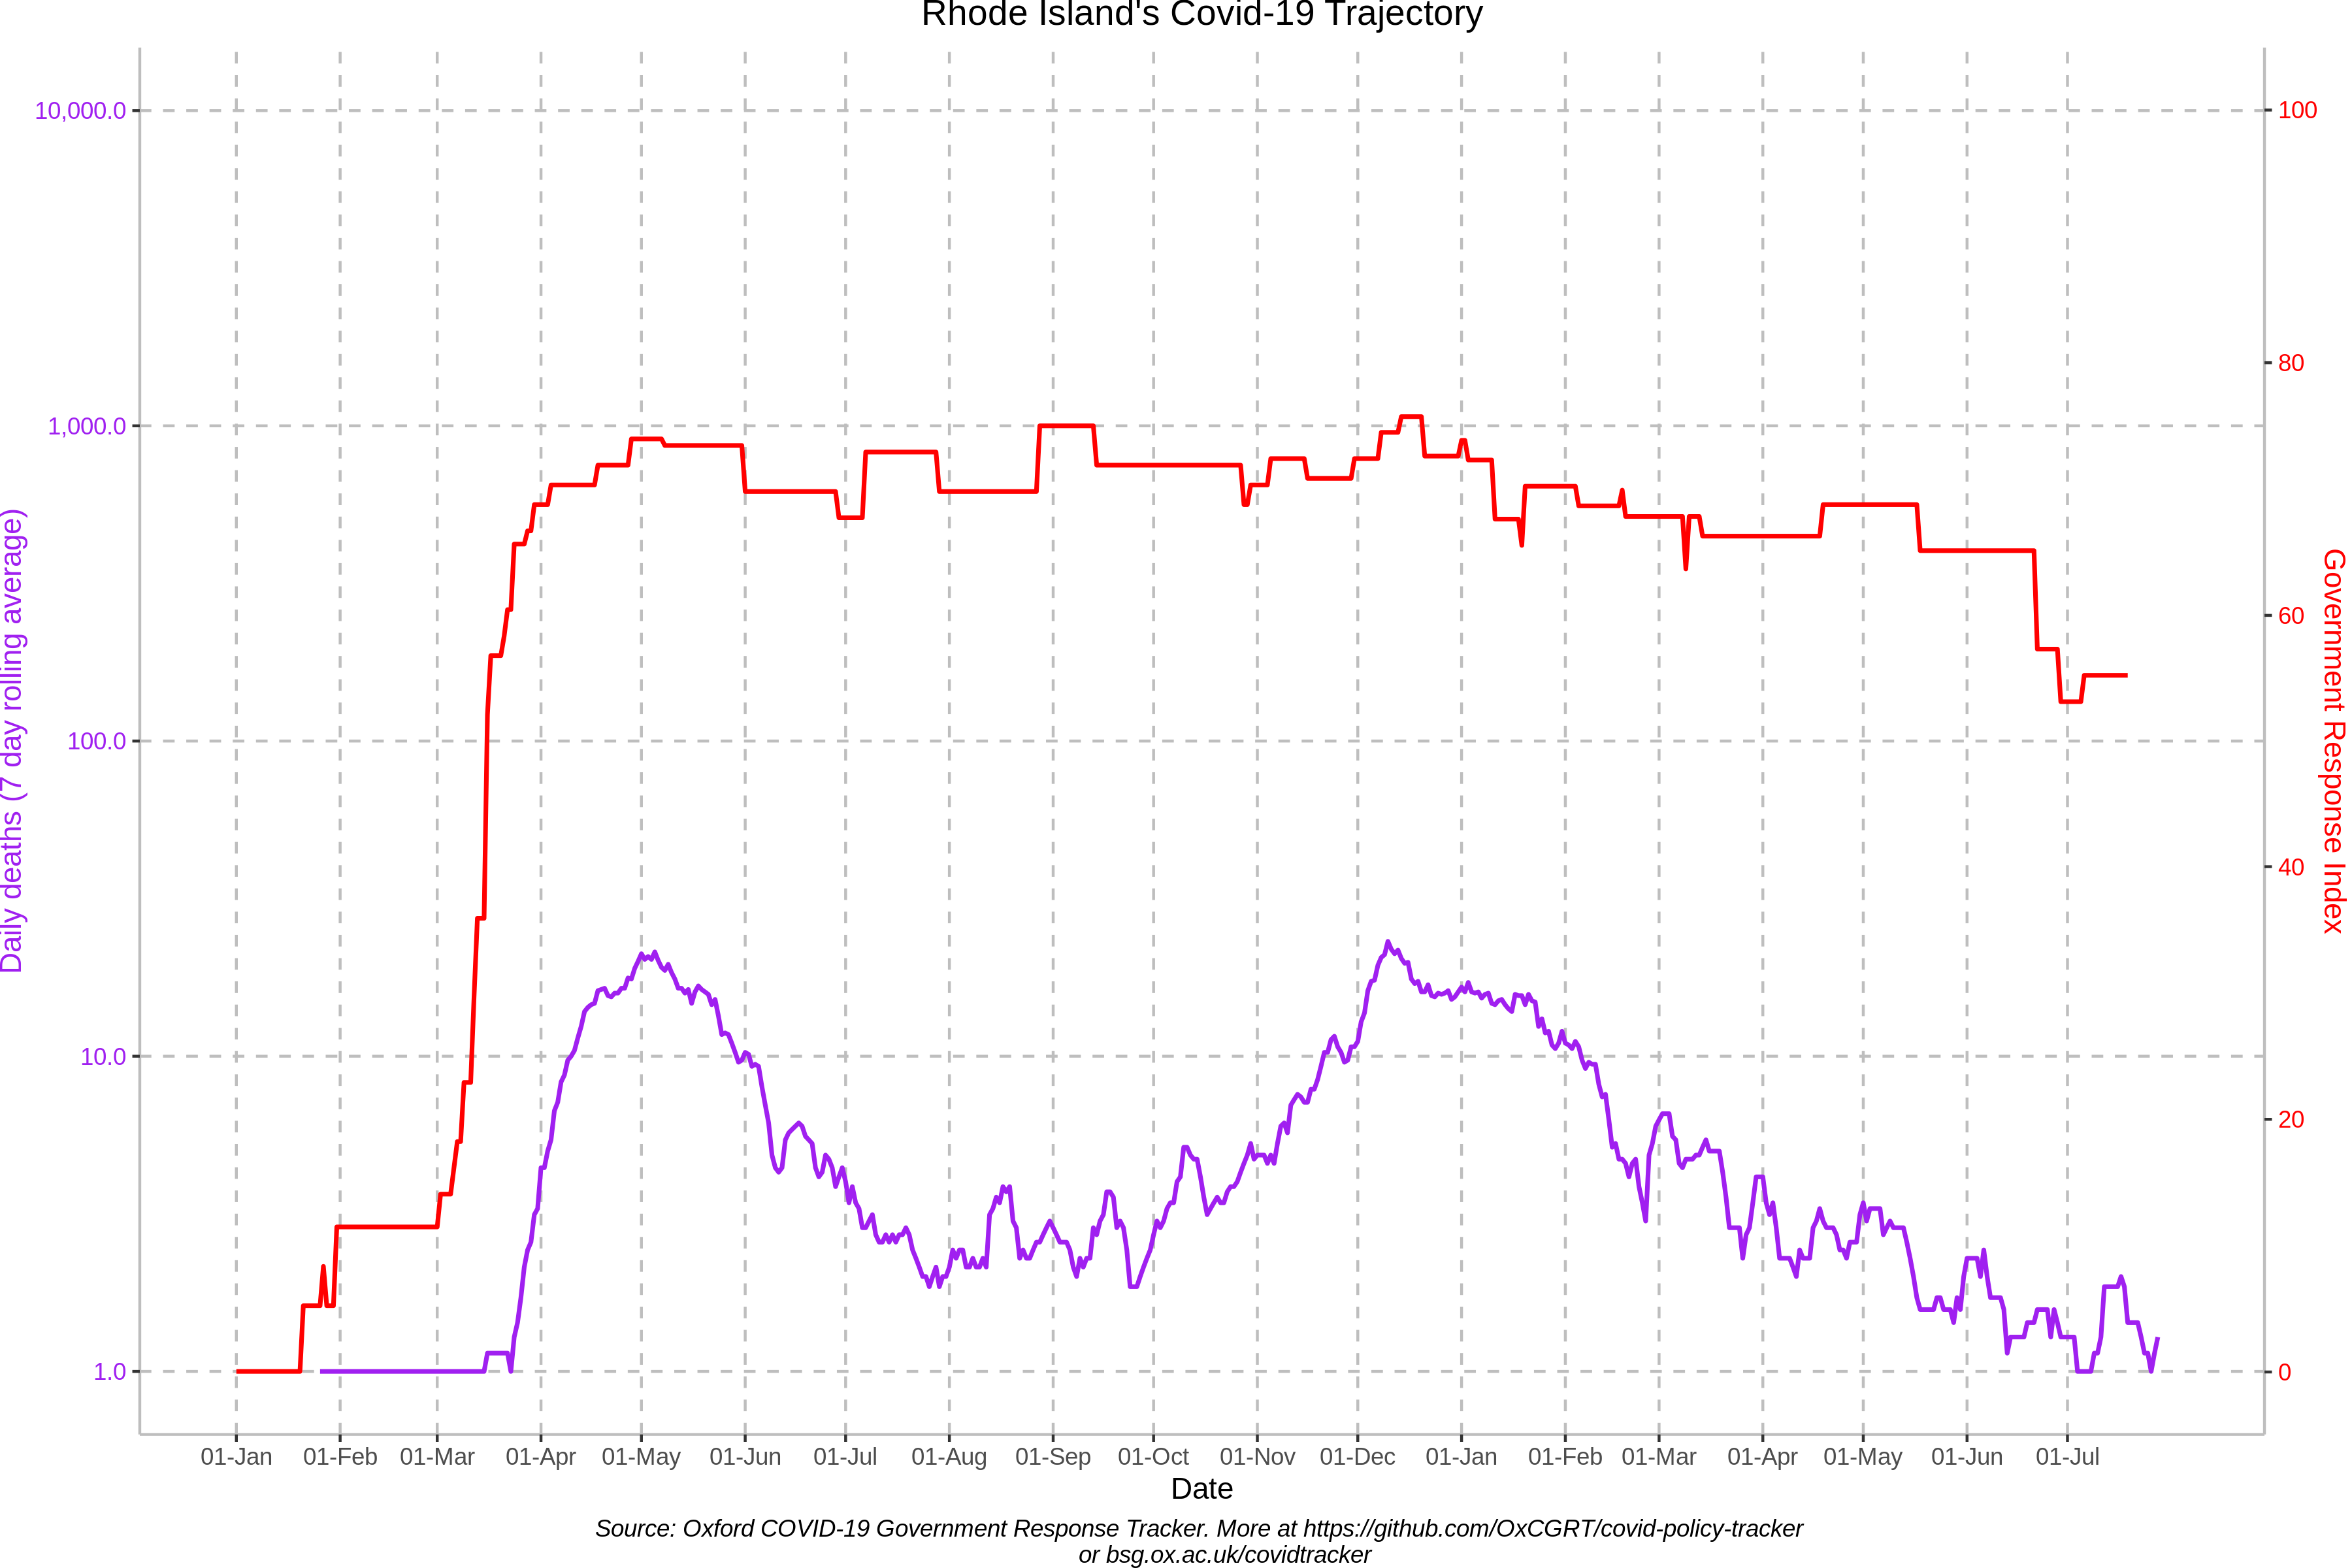 Rhode Island's Covid-19 Trajectory
10,000.0
1,000.0
100.0
10.0
1.0
Daily deaths (7 day rolling average)
100
80
60
40
20
0
Government Response Index
01-Jan 01-Feb 01-Mar 01-Apr 01-May 01-Jun 01-Jul 01-Aug 01-Sep 01-Oct 01-Nov 01-Dec 01-Jan 01-Feb 01-Mar 01-Apr 01-May 01-Jun 01-Jul
Date
Source: Oxford COVID-19 Government Response Tracker. More at https://github.com/OxCGRT/covid-policy-tracker
or bsg.ox.ac.uk/covidtracker